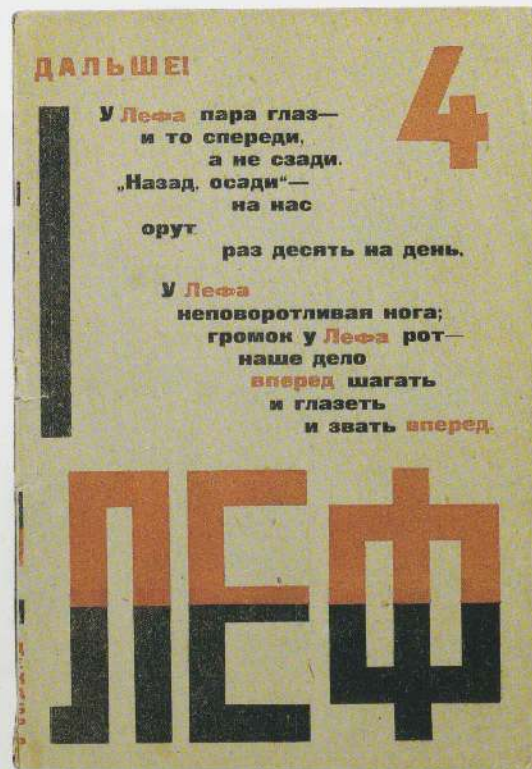 ДАЛЬШЕ!
4
У Лефа пара глаз—
и то спереди,
а не сзади.
„Назад, осади“—
на нас
орут
раз десять на день.
У Лефа
неповоротливая нога;
громок у Лефа рот—
наше дело
вперед шагать
и глазеть
и звать вперед.
ЛЕФ